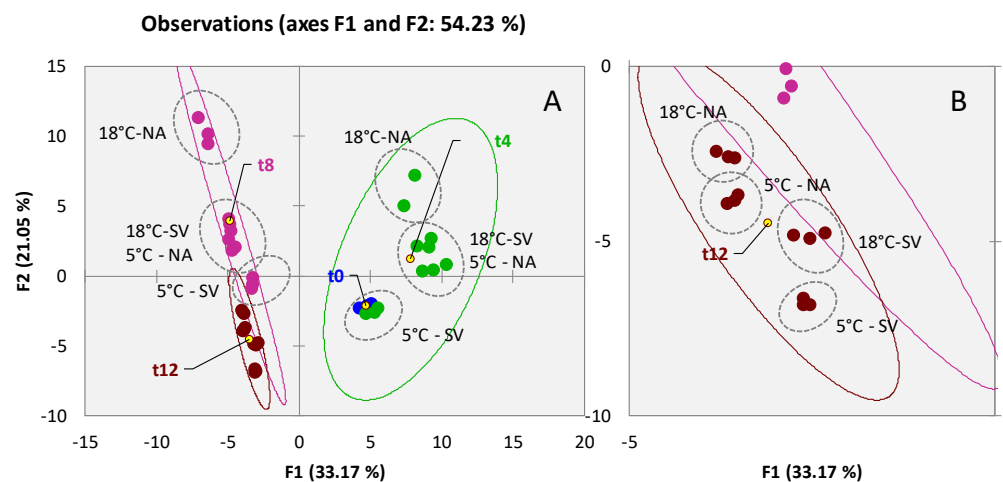 Observations (axes F1 and F2: 54.23 %)
A
B
15
10
5
0
-5
-10
F2 (21.05 %)
18°C-NA
t8
18°C-SV
5°C - NA
5°C - SV
t12
18°C-NA
t4
18°C-SV
5°C - NA
t0
5°C - SV
-15
-10
-5
0
5
10
15
20
F1 (33.17 %)
0
-5
-10
18°C-NA
5°C - NA
t12
18°C-SV
5°C - SV
-5
F1 (33.17 %)